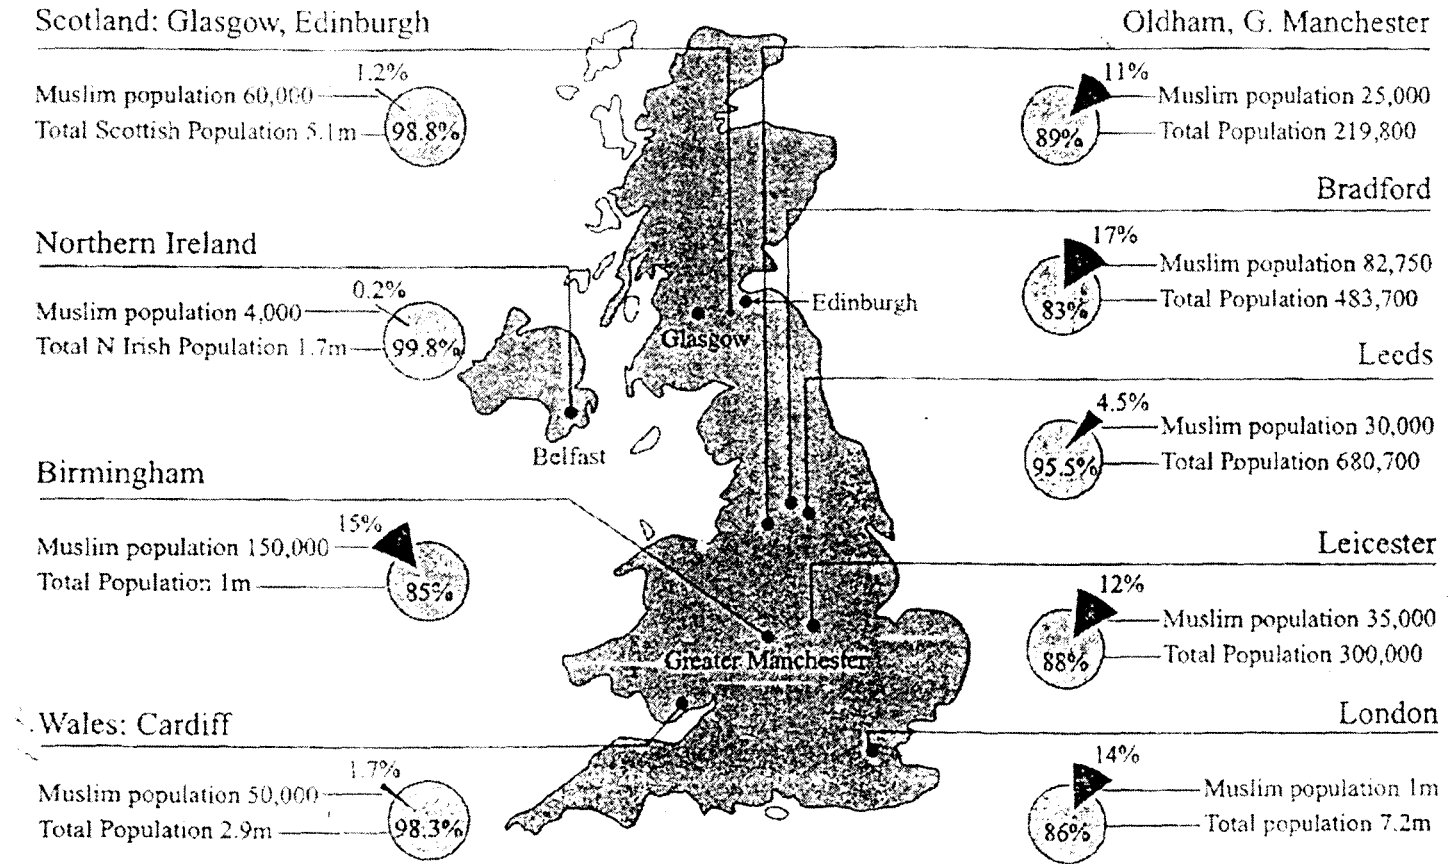 Scotland: Glasgow, Edinburgh
1.2%
Muslim population 60,000
Total Scottish Population 5.1m
98.8%
Northern Ireland
0.2%
Muslim population 4,000
Total N Irish Population 1.7m
99.8%
Birmingham
15%
Muslim population 150,000
Total Population 1m
85%
Wales: Cardiff
1.7%
Muslim population 50,000
Total Population 2.9m
98.3%
Edinburgh
Glasgow
Belfast
Greater Manchester
Oldham, G. Manchester
11%
Muslim population 25,000
Total Population 219,800
89%
Bradford
17%
Muslim population 82,750
Total Population 483,700
83%
Leeds
4.5%
Muslim population 30,000
Total Population 680,700
95.5%
Leicester
12%
Muslim population 35,000
Total Population 300,000
88%
London
14%
Muslim population 1m
Total population 7.2m
86%